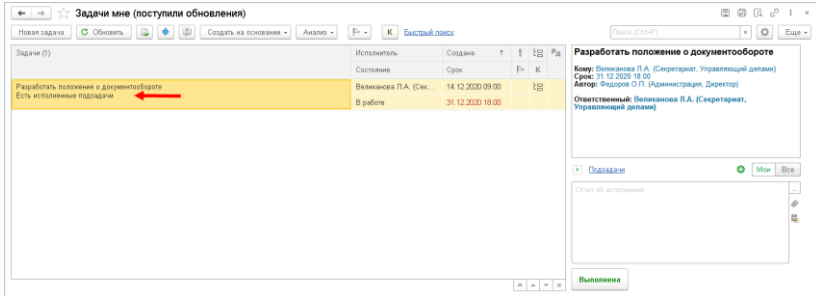 Задачи мне (поступили обновления)
Новая задача
Обновить
Создать на основании
Анализ
К
Быстрый поиск
Поиск (Ctrl+F)
Еще
Задачи (1)
Исполнитель
Создана
Состояние
Срок
К
Разработать положение о документообороте
Есть исполненные подзадачи
Великанова Л.А. (Сек...
14.12.2020 09:00
В работе
31.12.2020 18:00
Разработать положение о документообороте
Кому: Великанова Л.А. (Секретариат, Управляющий делами)
Срок: 31.12.2020 18:00
Автор: Федоров О.П. (Администрация, Директор)
Ответственный: Великанова Л.А. (Секретариат,
Управляющий делами)
Подзадачи
Мои
Все
Отчет об исполнении
...
Выполнена